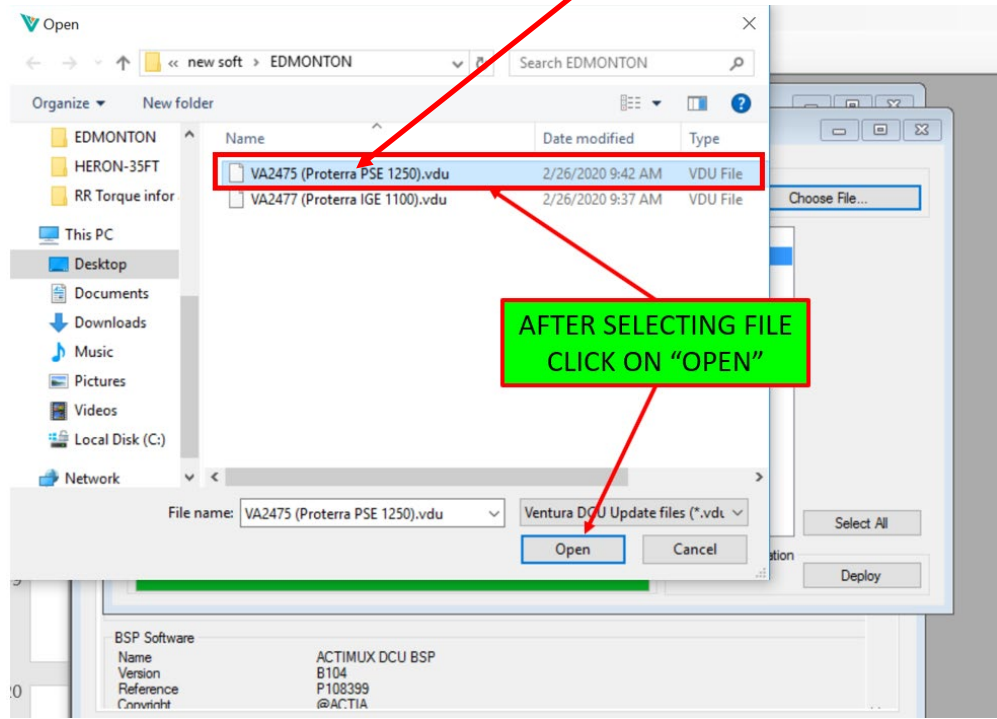 Open
new soft > EDMONTON
Search EDMONTON
Organize
New folder
EDMONTON
HERON-35FT
RR Torque infor
This PC
Desktop
Documents
Downloads
Music
Pictures
Videos
Local Disk (C:)
Network
Name
Date modified
Type
VA2475 (Proterra PSE 1250).vdu
2/26/2020 9:42 AM
VDU File
VA2477 (Proterra IGE 1100).vdu
2/26/2020 9:37 AM
VDU File
Choose File...
AFTER SELECTING FILE
CLICK ON “OPEN”
File name:
VA2475 (Proterra PSE 1250).vdu
Ventura DCU Update files (*.vdu
Open
Cancel
Select All
ation
Deploy
BSP Software
Name
ACTIMUX DCU BSP
Version
B104
Reference
P108399
Copyright
@ACTIA